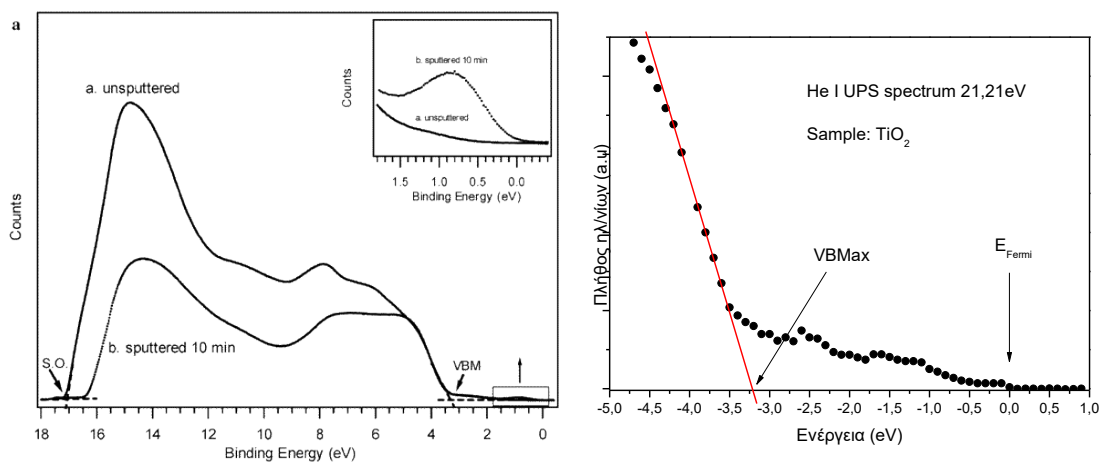 a
Counts
a. unsputtered
b. sputtered 10 min
S.O.
VBM
18 16 14 12 10 8 6 4 2 0
Binding Energy (eV)
Counts
b. sputtered 10 min
a. unsputtered
1.5 1.0 0.5 0.0
Binding Energy (eV)
Πλήθος ηλ/νίων (a.u)
He I UPS spectrum 21,21eV
Sample: TiO₂
VBMax
E_Fermi
-5,0 -4,5 -4,0 -3,5 -3,0 -2,5 -2,0 -1,5 -1,0 -0,5 0,0 0,5 1,0
Ενέργεια (eV)